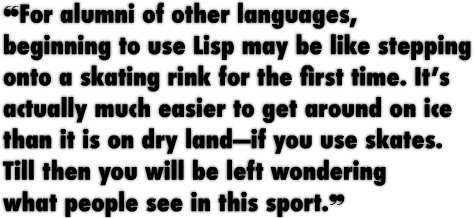 ❝For alumni of other languages,
beginning to use Lisp may be like stepping
onto a skating rink for the first time. It’s
actually much easier to get around on ice
than it is on dry land—if you use skates.
Till then you will be left wondering
what people see in this sport.❞